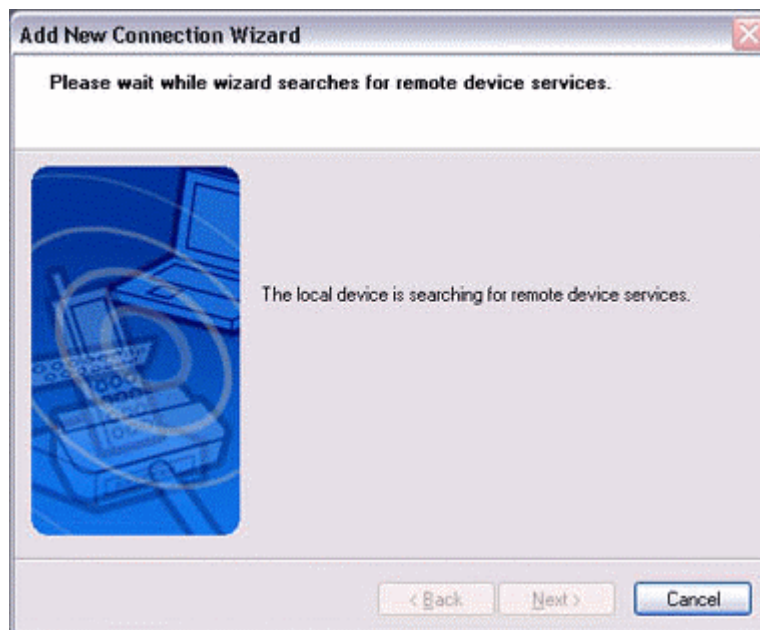 Add New Connection Wizard
Please wait while wizard searches for remote device services.
The local device is searching for remote device services.
< Back
Next >
Cancel